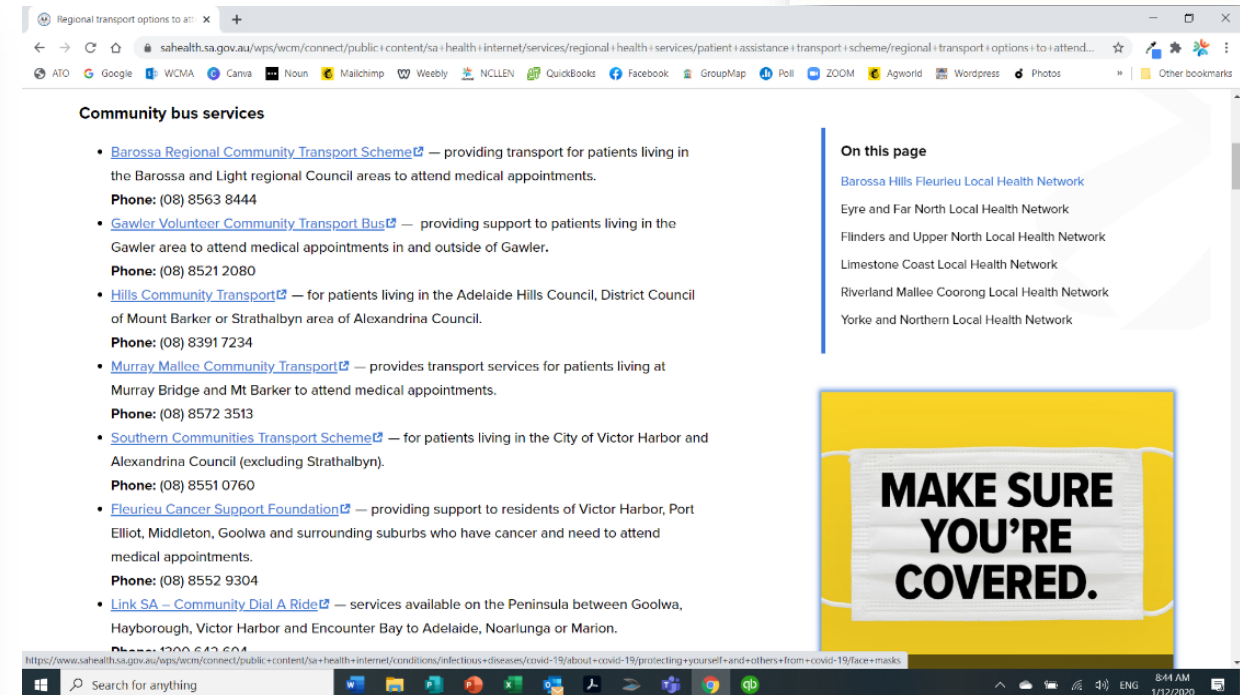 Regional transport options to att
sahealth.sa.gov.au/wps/wcm/connect/public+content/sa+health+internet/services/regional+health+services/patient+assistance+transport+scheme/regional+transport+options+to+attend...
ATO Google WCMA Canva Noun Mailchimp Weebly NCLLEN QuickBooks Facebook GroupMap Poll ZOOM Agworld Wordpress Photos » Other bookmarks
Community bus services
• Barossa Regional Community Transport Scheme — providing transport for patients living in
the Barossa and Light regional Council areas to attend medical appointments.
Phone: (08) 8563 8444
• Gawler Volunteer Community Transport Bus — providing support to patients living in the
Gawler area to attend medical appointments in and outside of Gawler.
Phone: (08) 8521 2080
• Hills Community Transport — for patients living in the Adelaide Hills Council, District Council
of Mount Barker or Strathalbyn area of Alexandrina Council.
Phone: (08) 8391 7234
• Murray Mallee Community Transport — provides transport services for patients living at
Murray Bridge and Mt Barker to attend medical appointments.
Phone: (08) 8572 3513
• Southern Communities Transport Scheme — for patients living in the City of Victor Harbor and
Alexandrina Council (excluding Strathalbyn).
Phone: (08) 8551 0760
• Fleurieu Cancer Support Foundation — providing support to residents of Victor Harbor, Port
Elliot, Middleton, Goolwa and surrounding suburbs who have cancer and need to attend
medical appointments.
Phone: (08) 8552 9304
• Link SA – Community Dial A Ride — services available on the Peninsula between Goolwa,
Hayborough, Victor Harbor and Encounter Bay to Adelaide, Noarlunga or Marion.
Phone: 1300 642 604
On this page
Barossa Hills Fleurieu Local Health Network
Eyre and Far North Local Health Network
Flinders and Upper North Local Health Network
Limestone Coast Local Health Network
Riverland Mallee Coorong Local Health Network
Yorke and Northern Local Health Network
MAKE SURE
YOU'RE
COVERED.
https://www.sahealth.sa.gov.au/wps/wcm/connect/public+content/sa+health+internet/conditions/infectious+diseases/covid-19/about+covid-19/protecting+yourself+and+others+from+covid-19/face+masks
Search for anything
ENG
8:44 AM
1/12/2020